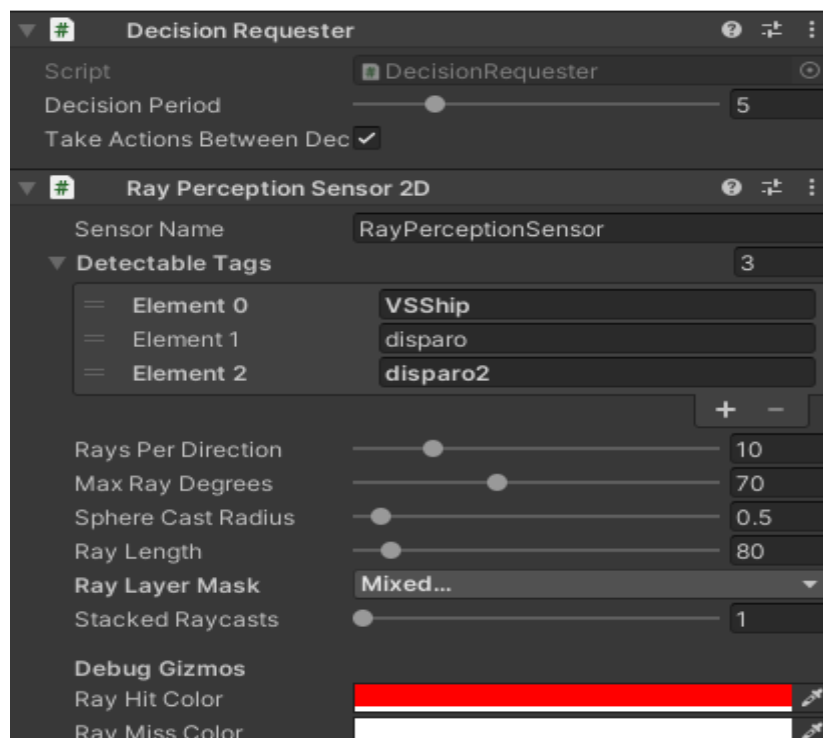 # Decision Requester
Script # DecisionRequester
Decision Period 5
Take Actions Between Dec
# Ray Perception Sensor 2D
Sensor Name RayPerceptionSensor
Detectable Tags 3
Element 0 VSShip
Element 1 disparo
Element 2 disparo2
+ −
Rays Per Direction 10
Max Ray Degrees 70
Sphere Cast Radius 0.5
Ray Length 80
Ray Layer Mask Mixed...
Stacked Raycasts 1
Debug Gizmos
Ray Hit Color
Ray Miss Color